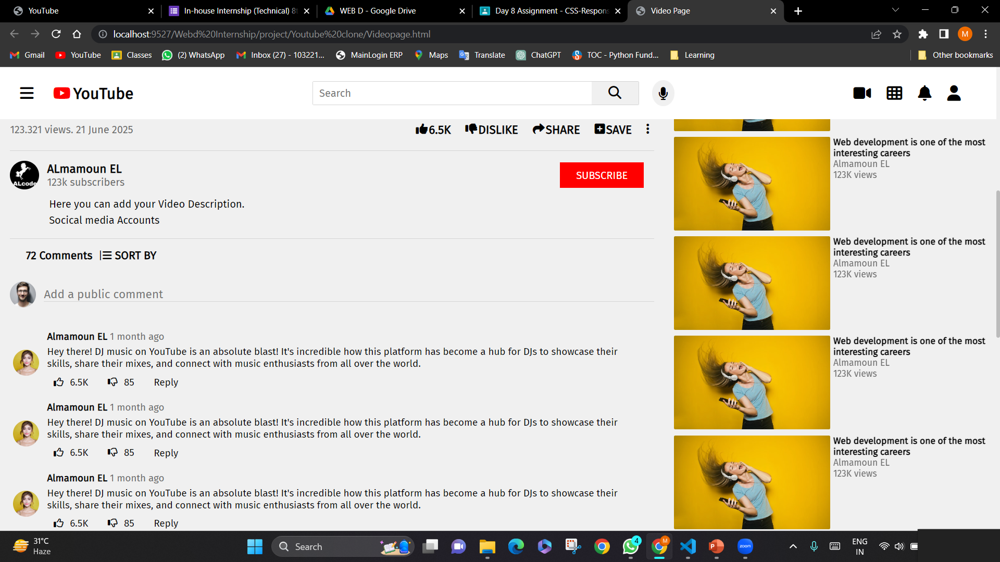 YouTube
In-house Internship (Technical) 8t
WEB D - Google Drive
Day 8 Assignment - CSS-Respons
Video Page
localhost:9527/Webd%20Internship/project/Youtube%20clone/Videopage.html
M
Gmail
YouTube
Classes
(2) WhatsApp
Inbox (27) - 103221...
MainLogin ERP
Maps
Translate
ChatGPT
TOC - Python Fund...
Learning
Other bookmarks
YouTube
Search
123.321 views. 21 June 2025
6.5K
DISLIKE
SHARE
SAVE
ALcode
ALmamoun EL
123k subscribers
SUBSCRIBE
Here you can add your Video Description.
Socical media Accounts
72 Comments
SORT BY
Add a public comment
Almamoun EL 1 month ago
Hey there! DJ music on YouTube is an absolute blast! It's incredible how this platform has become a hub for DJs to showcase their
skills, share their mixes, and connect with music enthusiasts from all over the world.
6.5K 85 Reply
Almamoun EL 1 month ago
Hey there! DJ music on YouTube is an absolute blast! It's incredible how this platform has become a hub for DJs to showcase their
skills, share their mixes, and connect with music enthusiasts from all over the world.
6.5K 85 Reply
Almamoun EL 1 month ago
Hey there! DJ music on YouTube is an absolute blast! It's incredible how this platform has become a hub for DJs to showcase their
skills, share their mixes, and connect with music enthusiasts from all over the world.
6.5K 85 Reply
Web development is one of the most
interesting careers
Almamoun EL
123K views
Web development is one of the most
interesting careers
Almamoun EL
123K views
Web development is one of the most
interesting careers
Almamoun EL
123K views
Web development is one of the most
interesting careers
Almamoun EL
123K views
31°C
Haze
Search
4
M
P
zoom
ENG
IN